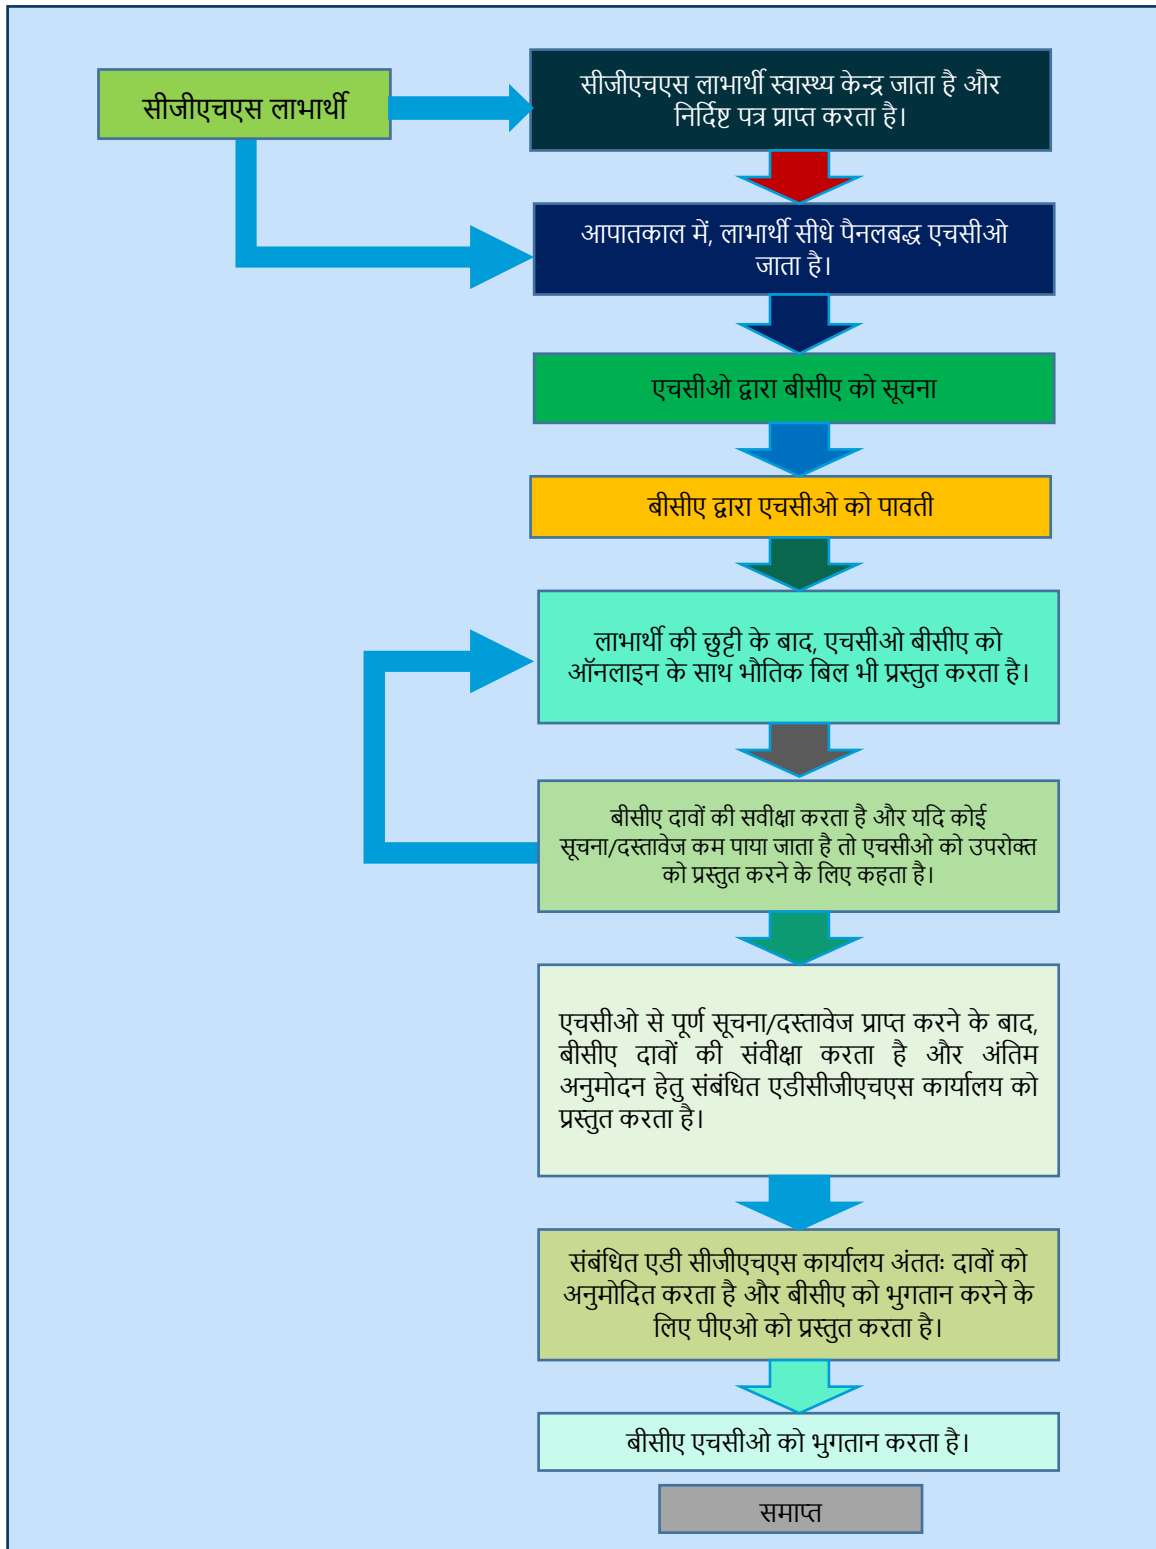 सीजीएचएस लाभार्थी
सीजीएचएस लाभार्थी स्वास्थ्य केन्द्र जाता है और
निर्दिष्ट पत्र प्राप्त करता है।
आपातकाल में, लाभार्थी सीधे पैनलबद्ध एचसीओ
जाता है।
एचसीओ द्वारा बीसीए को सूचना
बीसीए द्वारा एचसीओ को पावती
लाभार्थी की छुट्टी के बाद, एचसीओ बीसीए को
ऑनलाइन के साथ भौतिक बिल भी प्रस्तुत करता है।
बीसीए दावों की सवीक्षा करता है और यदि कोई
सूचना/दस्तावेज कम पाया जाता है तो एचसीओ को उपरोक्त
को प्रस्तुत करने के लिए कहता है।
एचसीओ से पूर्ण सूचना/दस्तावेज प्राप्त करने के बाद,
बीसीए दावों की संवीक्षा करता है और अंतिम
अनुमोदन हेतु संबंधित एडीसीजीएचएस कार्यालय को
प्रस्तुत करता है।
संबंधित एडी सीजीएचएस कार्यालय अंततः दावों को
अनुमोदित करता है और बीसीए को भुगतान करने के
लिए पीएओ को प्रस्तुत करता है।
बीसीए एचसीओ को भुगतान करता है।
समाप्त